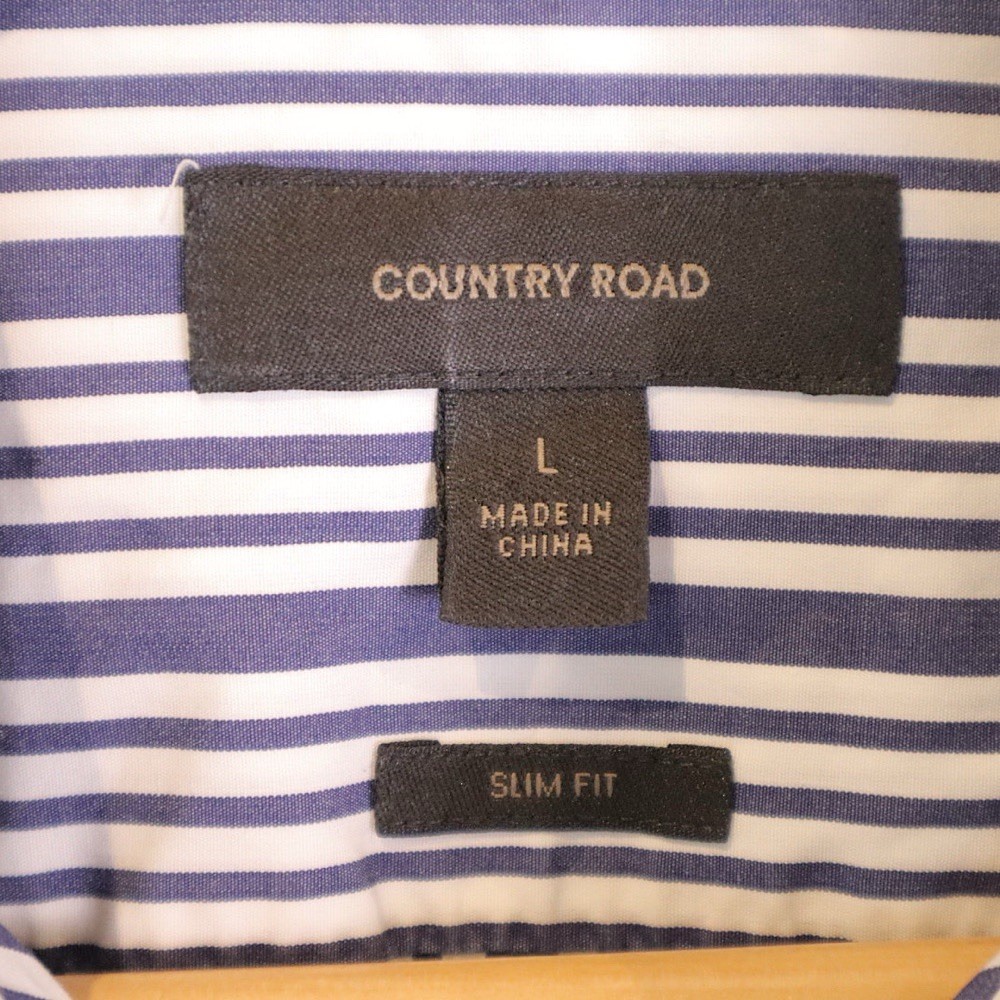 COUNTRY ROAD
L
MADE IN
CHINA
SLIM FIT